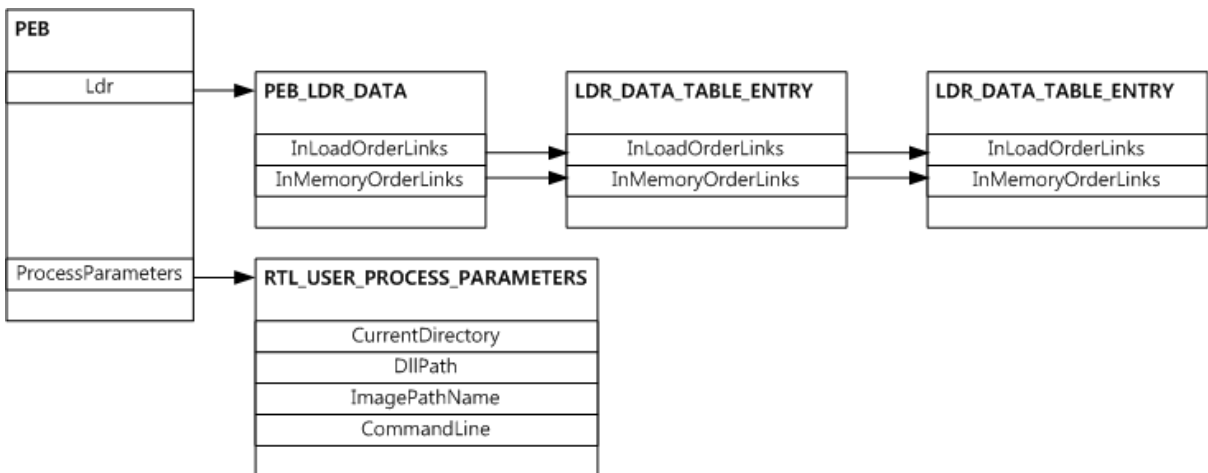 PEB
Ldr
PEB_LDR_DATA
InLoadOrderLinks
InMemoryOrderLinks
LDR_DATA_TABLE_ENTRY
InLoadOrderLinks
InMemoryOrderLinks
LDR_DATA_TABLE_ENTRY
InLoadOrderLinks
InMemoryOrderLinks
ProcessParameters
RTL_USER_PROCESS_PARAMETERS
CurrentDirectory
DllPath
ImagePathName
CommandLine